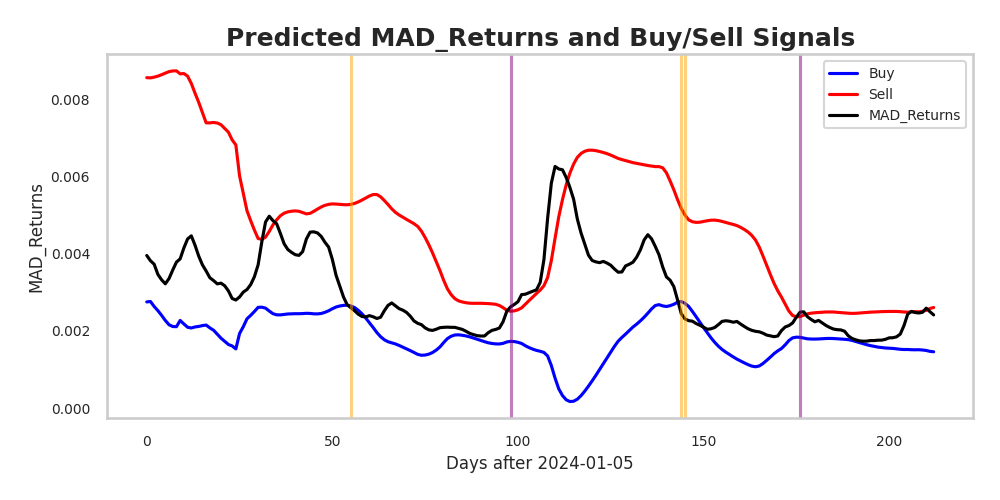 Predicted MAD_Returns and Buy/Sell Signals
Buy
Sell
MAD_Returns
MAD_Returns
0.008
0.006
0.004
0.002
0.000
0
50
100
150
200
Days after 2024-01-05